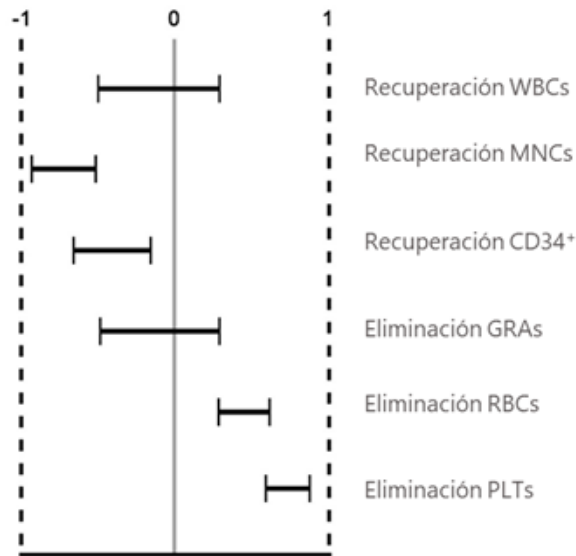 -1 0 1
Recuperación WBCs
Recuperación MNCs
Recuperación CD34⁺
Eliminación GRAs
Eliminación RBCs
Eliminación PLTs